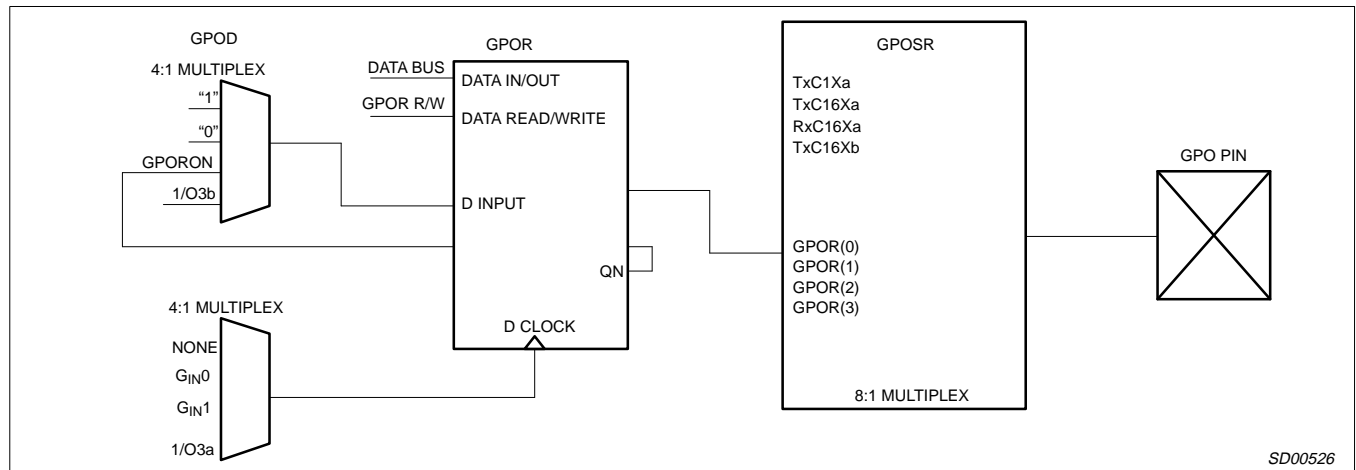 GPOD
4:1 MULTIPLEX
“1”
“0”
GPORON
1/O3b
4:1 MULTIPLEX
NONE
GIN0
GIN1
1/O3a
GPOR
DATA BUS
DATA IN/OUT
GPOR R/W
DATA READ/WRITE
D INPUT
QN
D CLOCK
GPOSR
TxC1Xa
TxC16Xa
RxC16Xa
TxC16Xb
GPOR(0)
GPOR(1)
GPOR(2)
GPOR(3)
8:1 MULTIPLEX
GPO PIN
SD00526